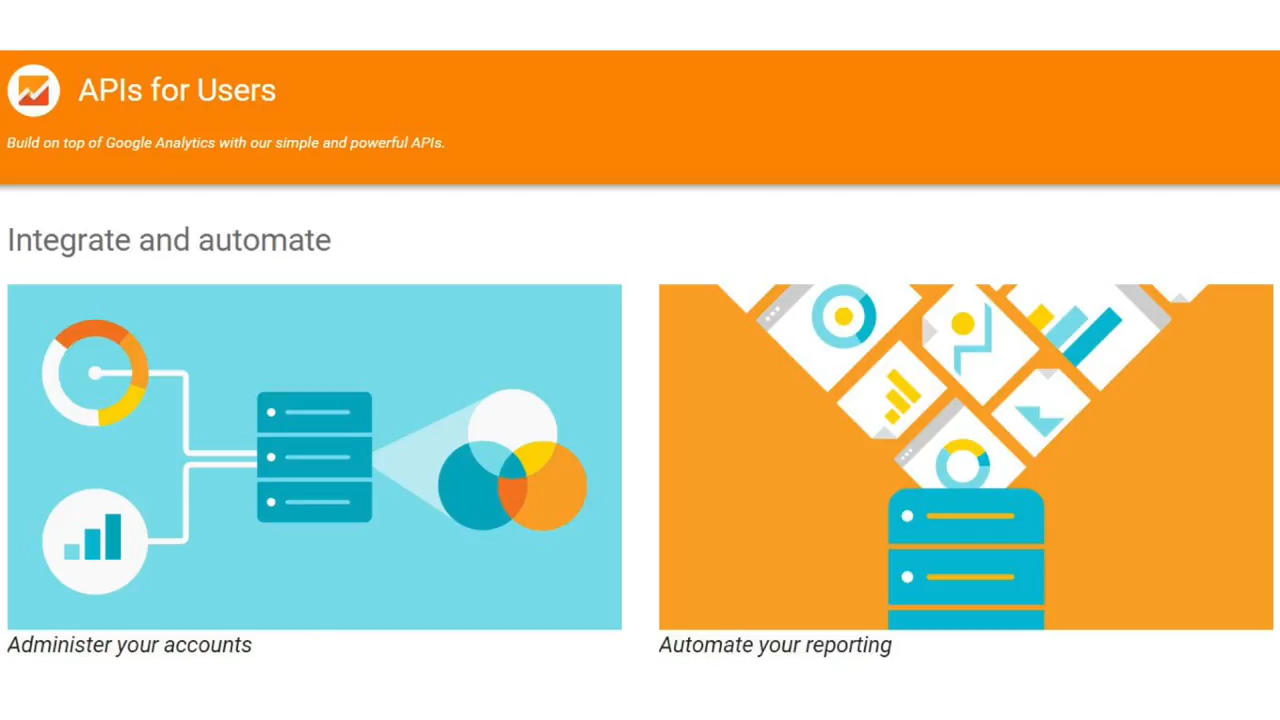 APIs for Users
Build on top of Google Analytics with our simple and powerful APIs.
Integrate and automate
Administer your accounts
Automate your reporting